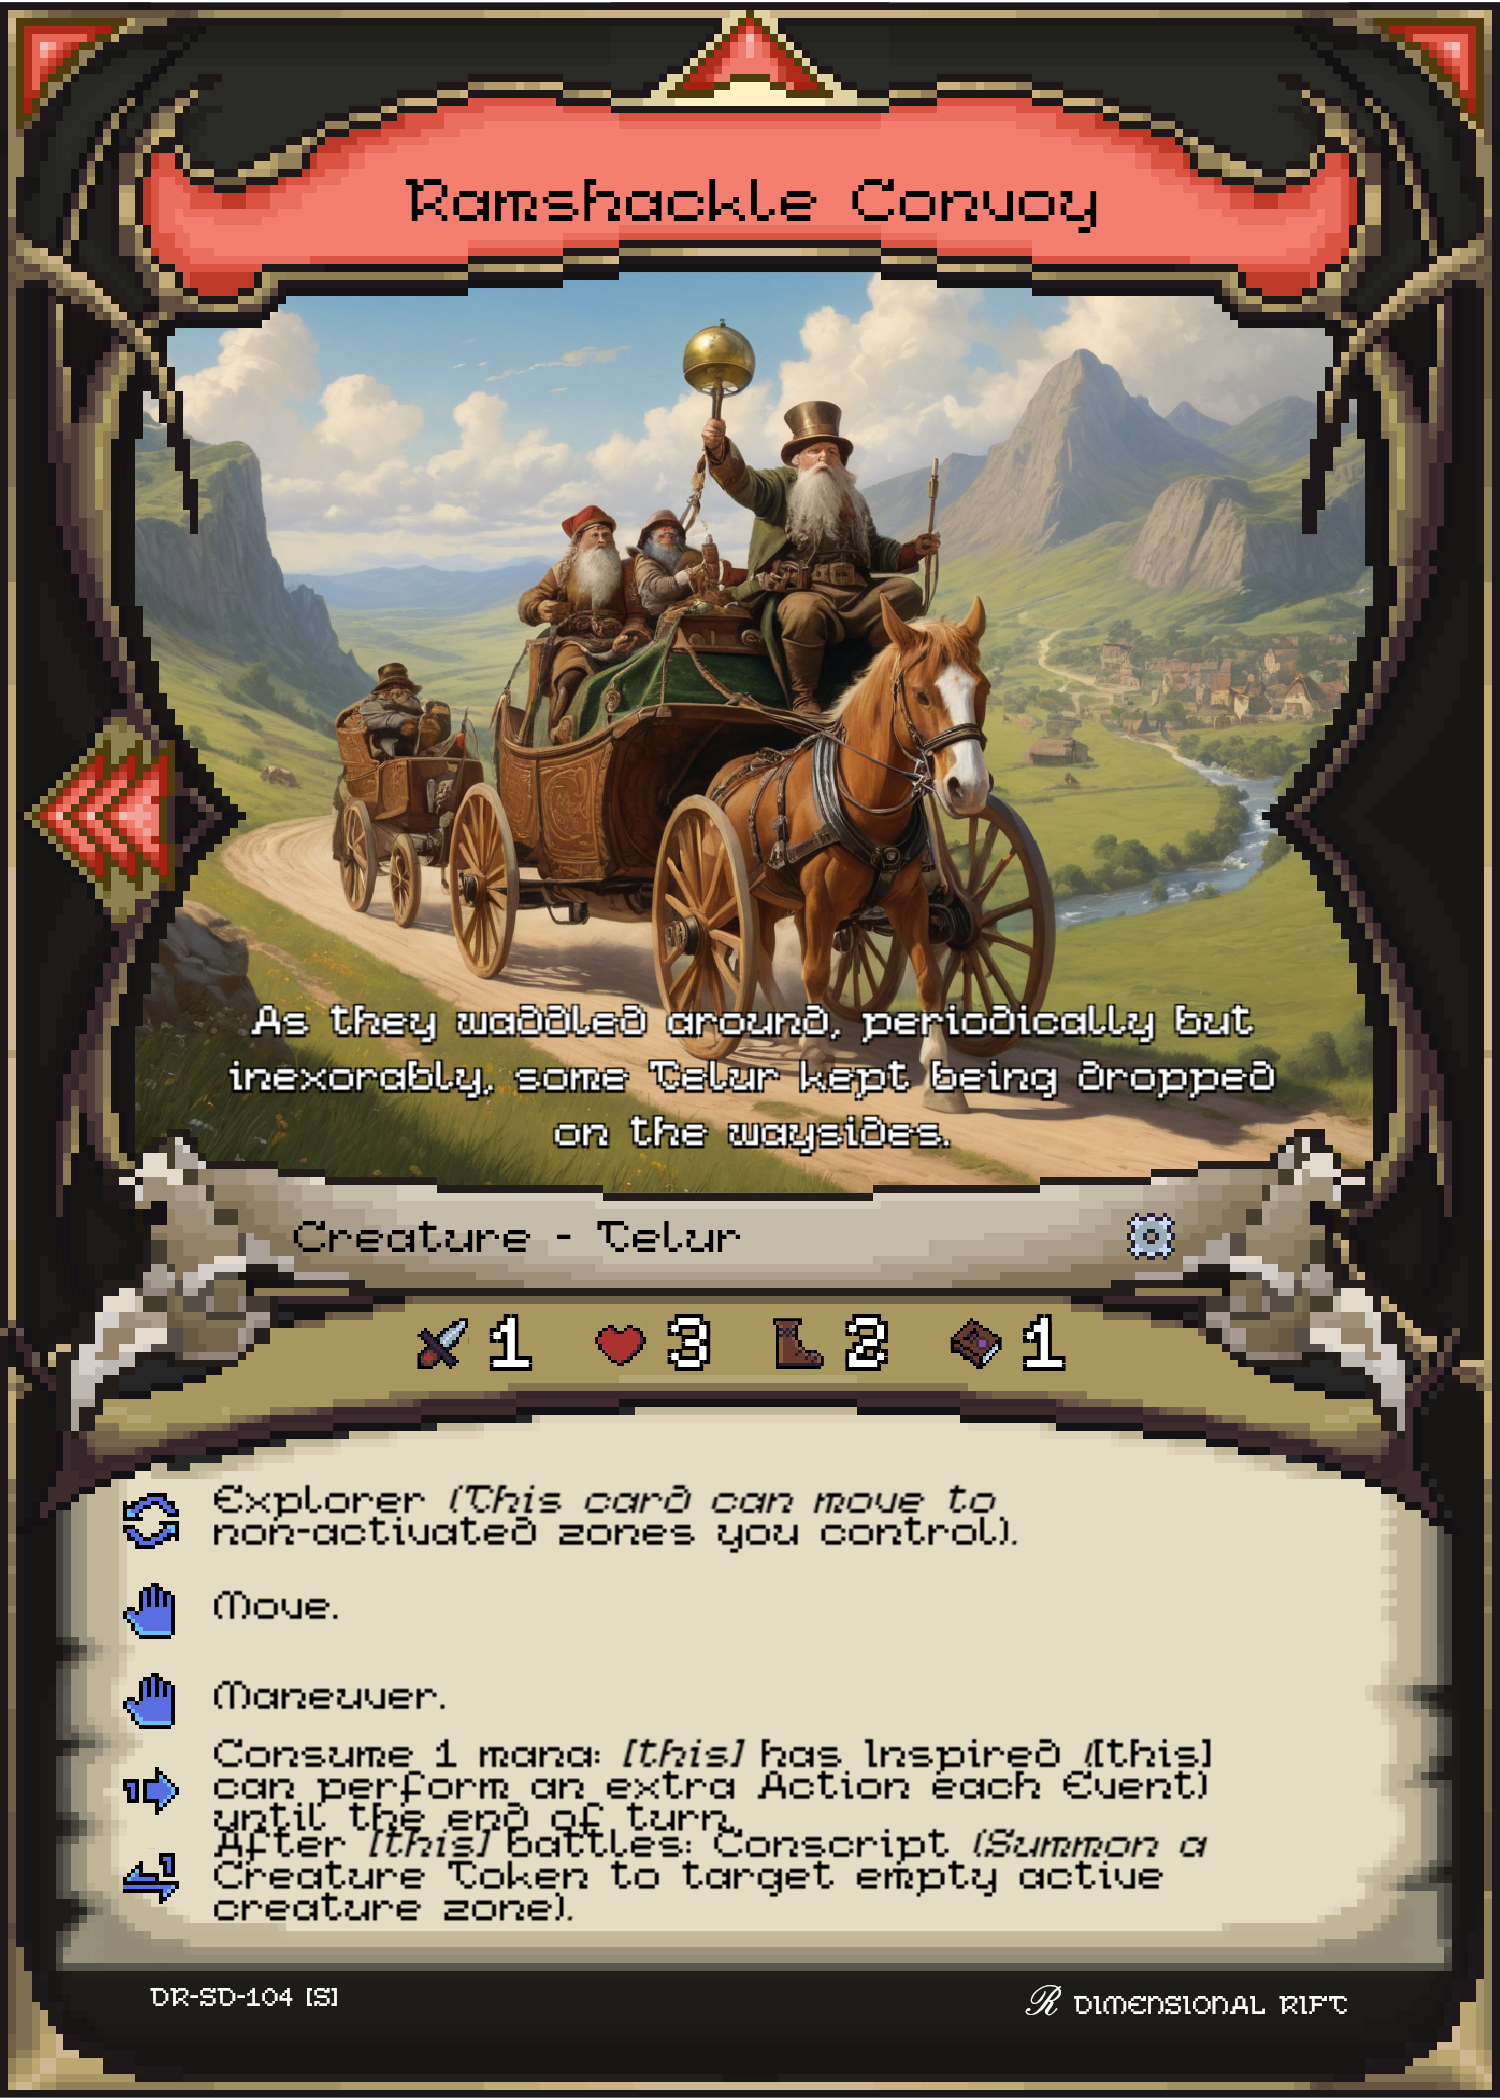 Ramshackle Convoy
As they waddled around, periodically but
inexorably, some Telur kept being dropped
on the waysides.
Creature - Telur
1 3 2 1
Explorer (This card can move to
non-activated zones you control).
Move.
Maneuver.
Consume 1 mana: [this] has Inspired ([this]
1 can perform an extra Action each Event)
until the end of turn.
After [this] battles: Conscript (Summon a
1 Creature Token to target empty active
creature zone).
DR-SD-104 [S]
R DIMENSIONAL RIFT